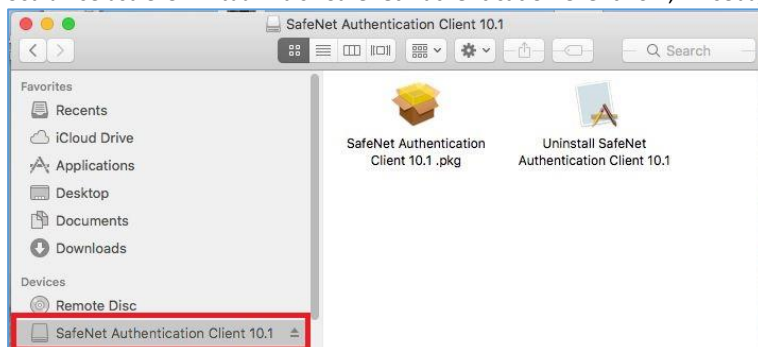 SafeNet Authentication Client 10.1
Search
Favorites
Recents
iCloud Drive
Applications
Desktop
Documents
Downloads
Devices
Remote Disc
SafeNet Authentication Client 10.1
SafeNet Authentication
Client 10.1 .pkg
Uninstall SafeNet
Authentication Client 10.1